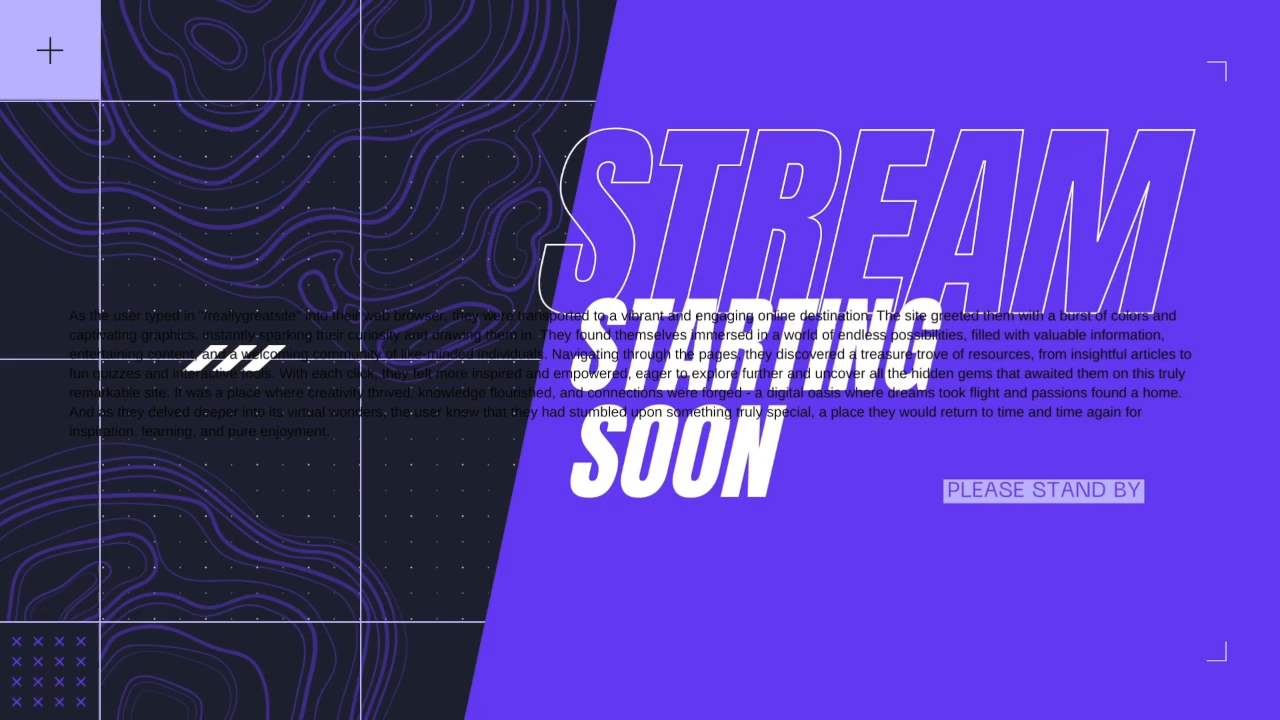 STREAM
As the user typed in "/reallygreatsite" into their web browser, they were transported to a vibrant and engaging online destination. The site greeted them with a burst of colors and
captivating graphics, instantly sparking their curiosity and drawing them in. They found themselves immersed in a world of endless possibilities, filled with valuable information,
entertaining content, and a welcoming community of like-minded individuals. Navigating through the pages, they discovered a treasure trove of resources, from insightful articles to
fun quizzes and interactive tools. With each click, they felt more inspired and empowered, eager to explore further and uncover all the hidden gems that awaited them on this truly
remarkable site. It was a place where creativity thrived, knowledge flourished, and connections were forged - a digital oasis where dreams took flight and passions found a home.
And as they delved deeper into its virtual wonders, the user knew that they had stumbled upon something truly special, a place they would return to time and time again for
inspiration, learning, and pure enjoyment.
STARTING
SOON
PLEASE STAND BY